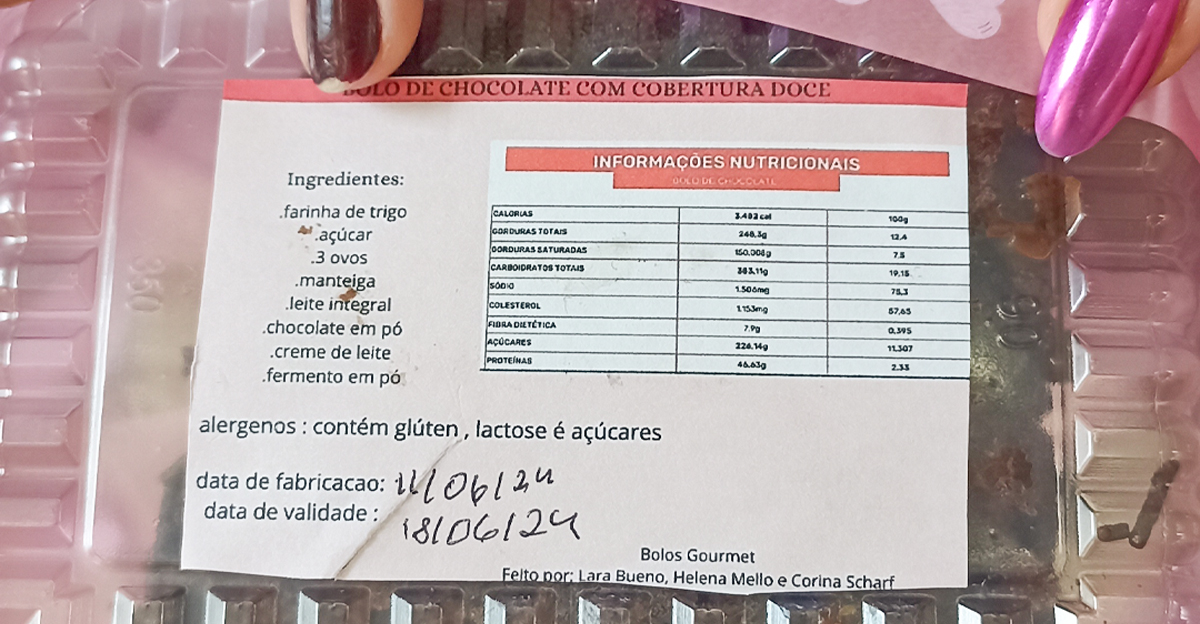 BOLO DE CHOCOLATE COM COBERTURA DOCE
INFORMAÇÕES NUTRICIONAIS
BOLO DE CHOCOLATE
Ingredientes:
.farinha de trigo
.açúcar
.3 ovos
.manteiga
.leite integral
.chocolate em pó
.creme de leite
.fermento em pó
CALORIAS 3.492 cal 100g
GORDURAS TOTAIS 248.3g 12.4
GORDURAS SATURADAS 150.008g 7.5
CARBOIDRATOS TOTAIS 383.11g 19.15
SÓDIO 1.506mg 75.3
COLESTEROL 1.153mg 57.65
FIBRA DIETÉTICA 7.9g 0.395
AÇÚCARES 226.14g 11.307
PROTEÍNAS 46.63g 2.33
alergenos : contém glúten , lactose é açúcares
data de fabricacao: 11/06/24
data de validade : 18/06/24
Bolos Gourmet
Feito por: Lara Bueno, Helena Mello e Corina Scharf